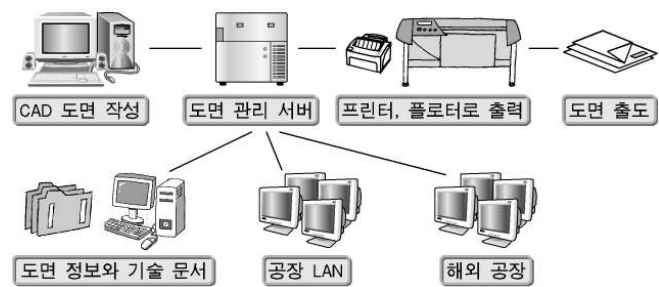 CAD 도면 작성
도면 관리 서버
프린터, 플로터로 출력
도면 출도
도면 정보와 기술 문서
공장 LAN
해외 공장